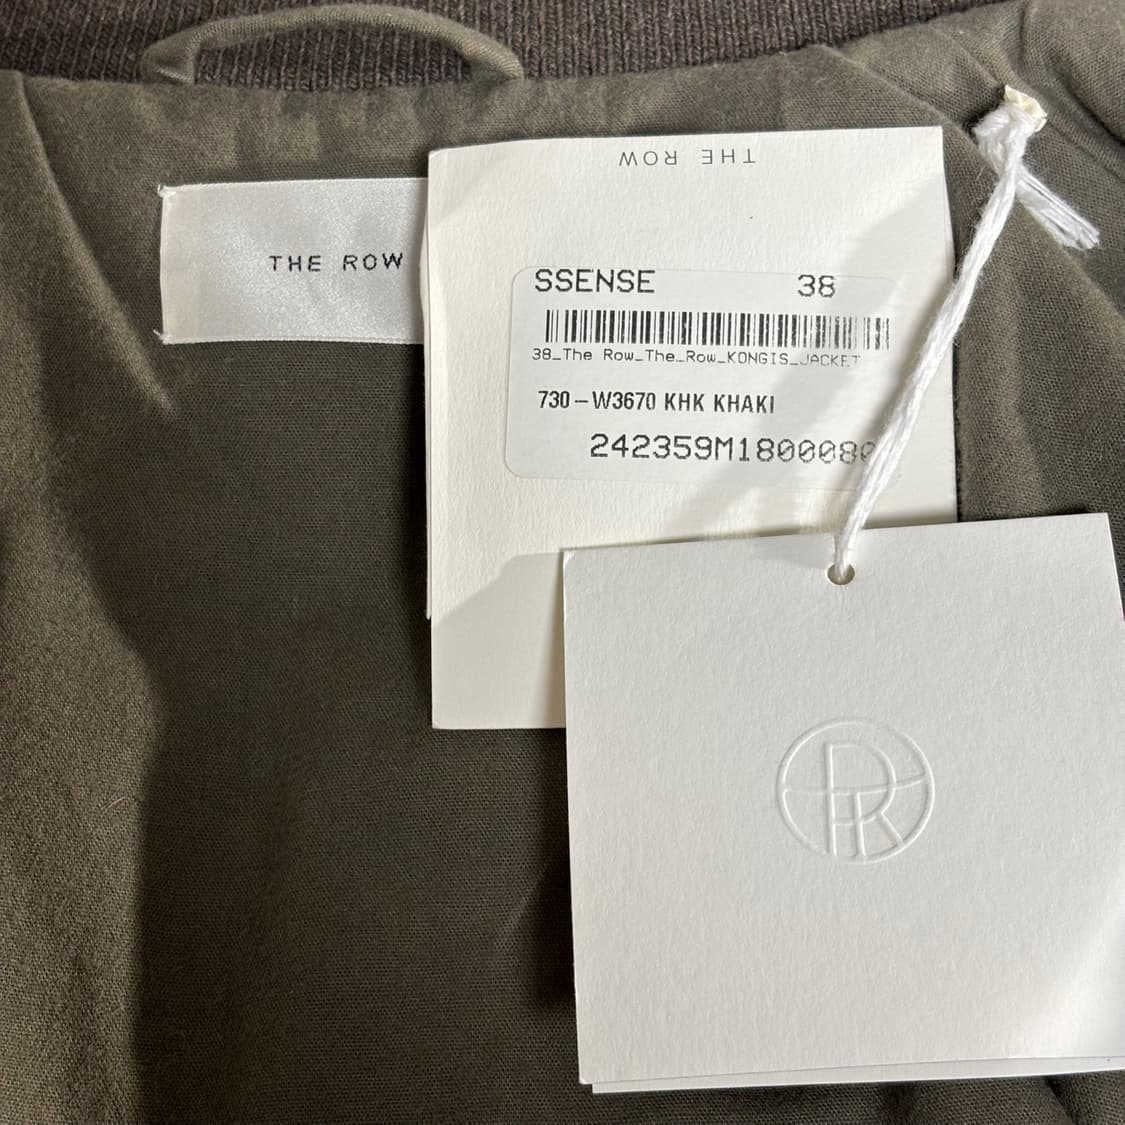 THE ROW
THE ROW
SSENSE 38
38_The Row_The_Row_KONGIS_JACKET
730-W3670 KHK KHAKI
242359M1800080